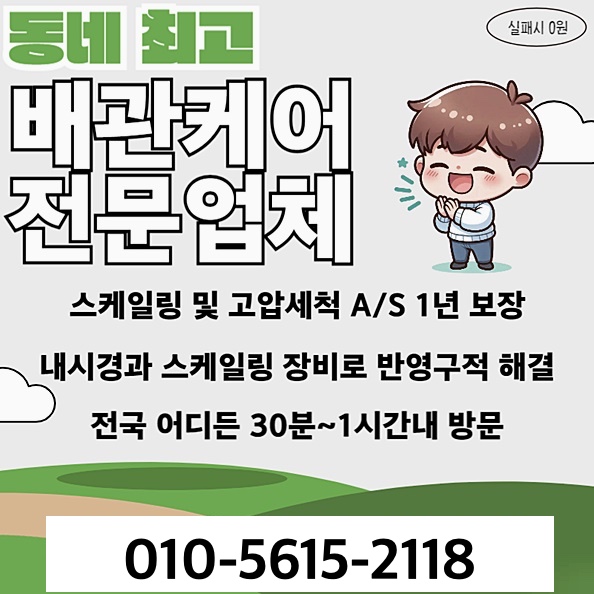 동네 최고
실패시 0원
배관케어
전문업체
스케일링 및 고압세척 A/S 1년 보장
내시경과 스케일링 장비로 반영구적 해결
전국 어디든 30분~1시간내 방문
010-5615-2118